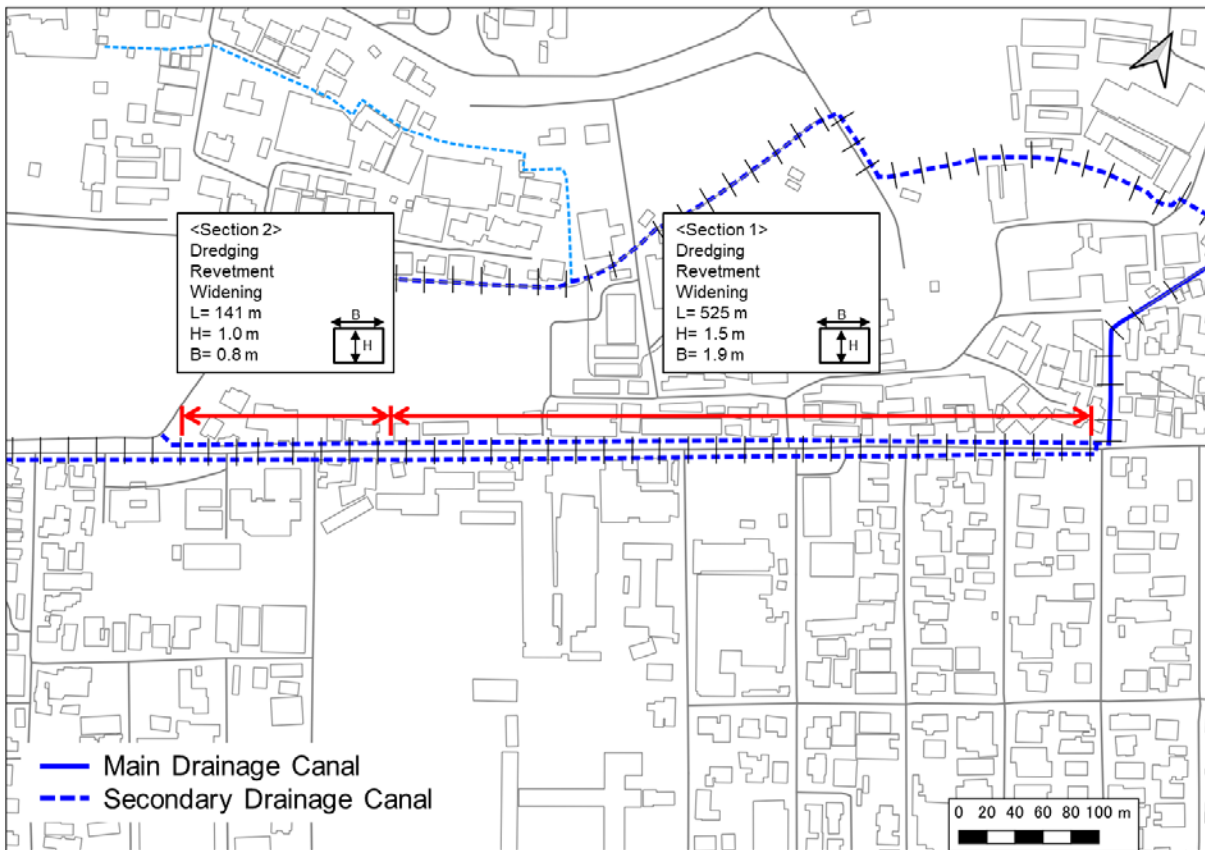 <Section 2>
Dredging
Revetment
Widening
L= 141 m
H= 1.0 m
B= 0.8 m
B
H
<Section 1>
Dredging
Revetment
Widening
L= 525 m
H= 1.5 m
B= 1.9 m
B
H
Main Drainage Canal
Secondary Drainage Canal
0 20 40 60 80 100 m